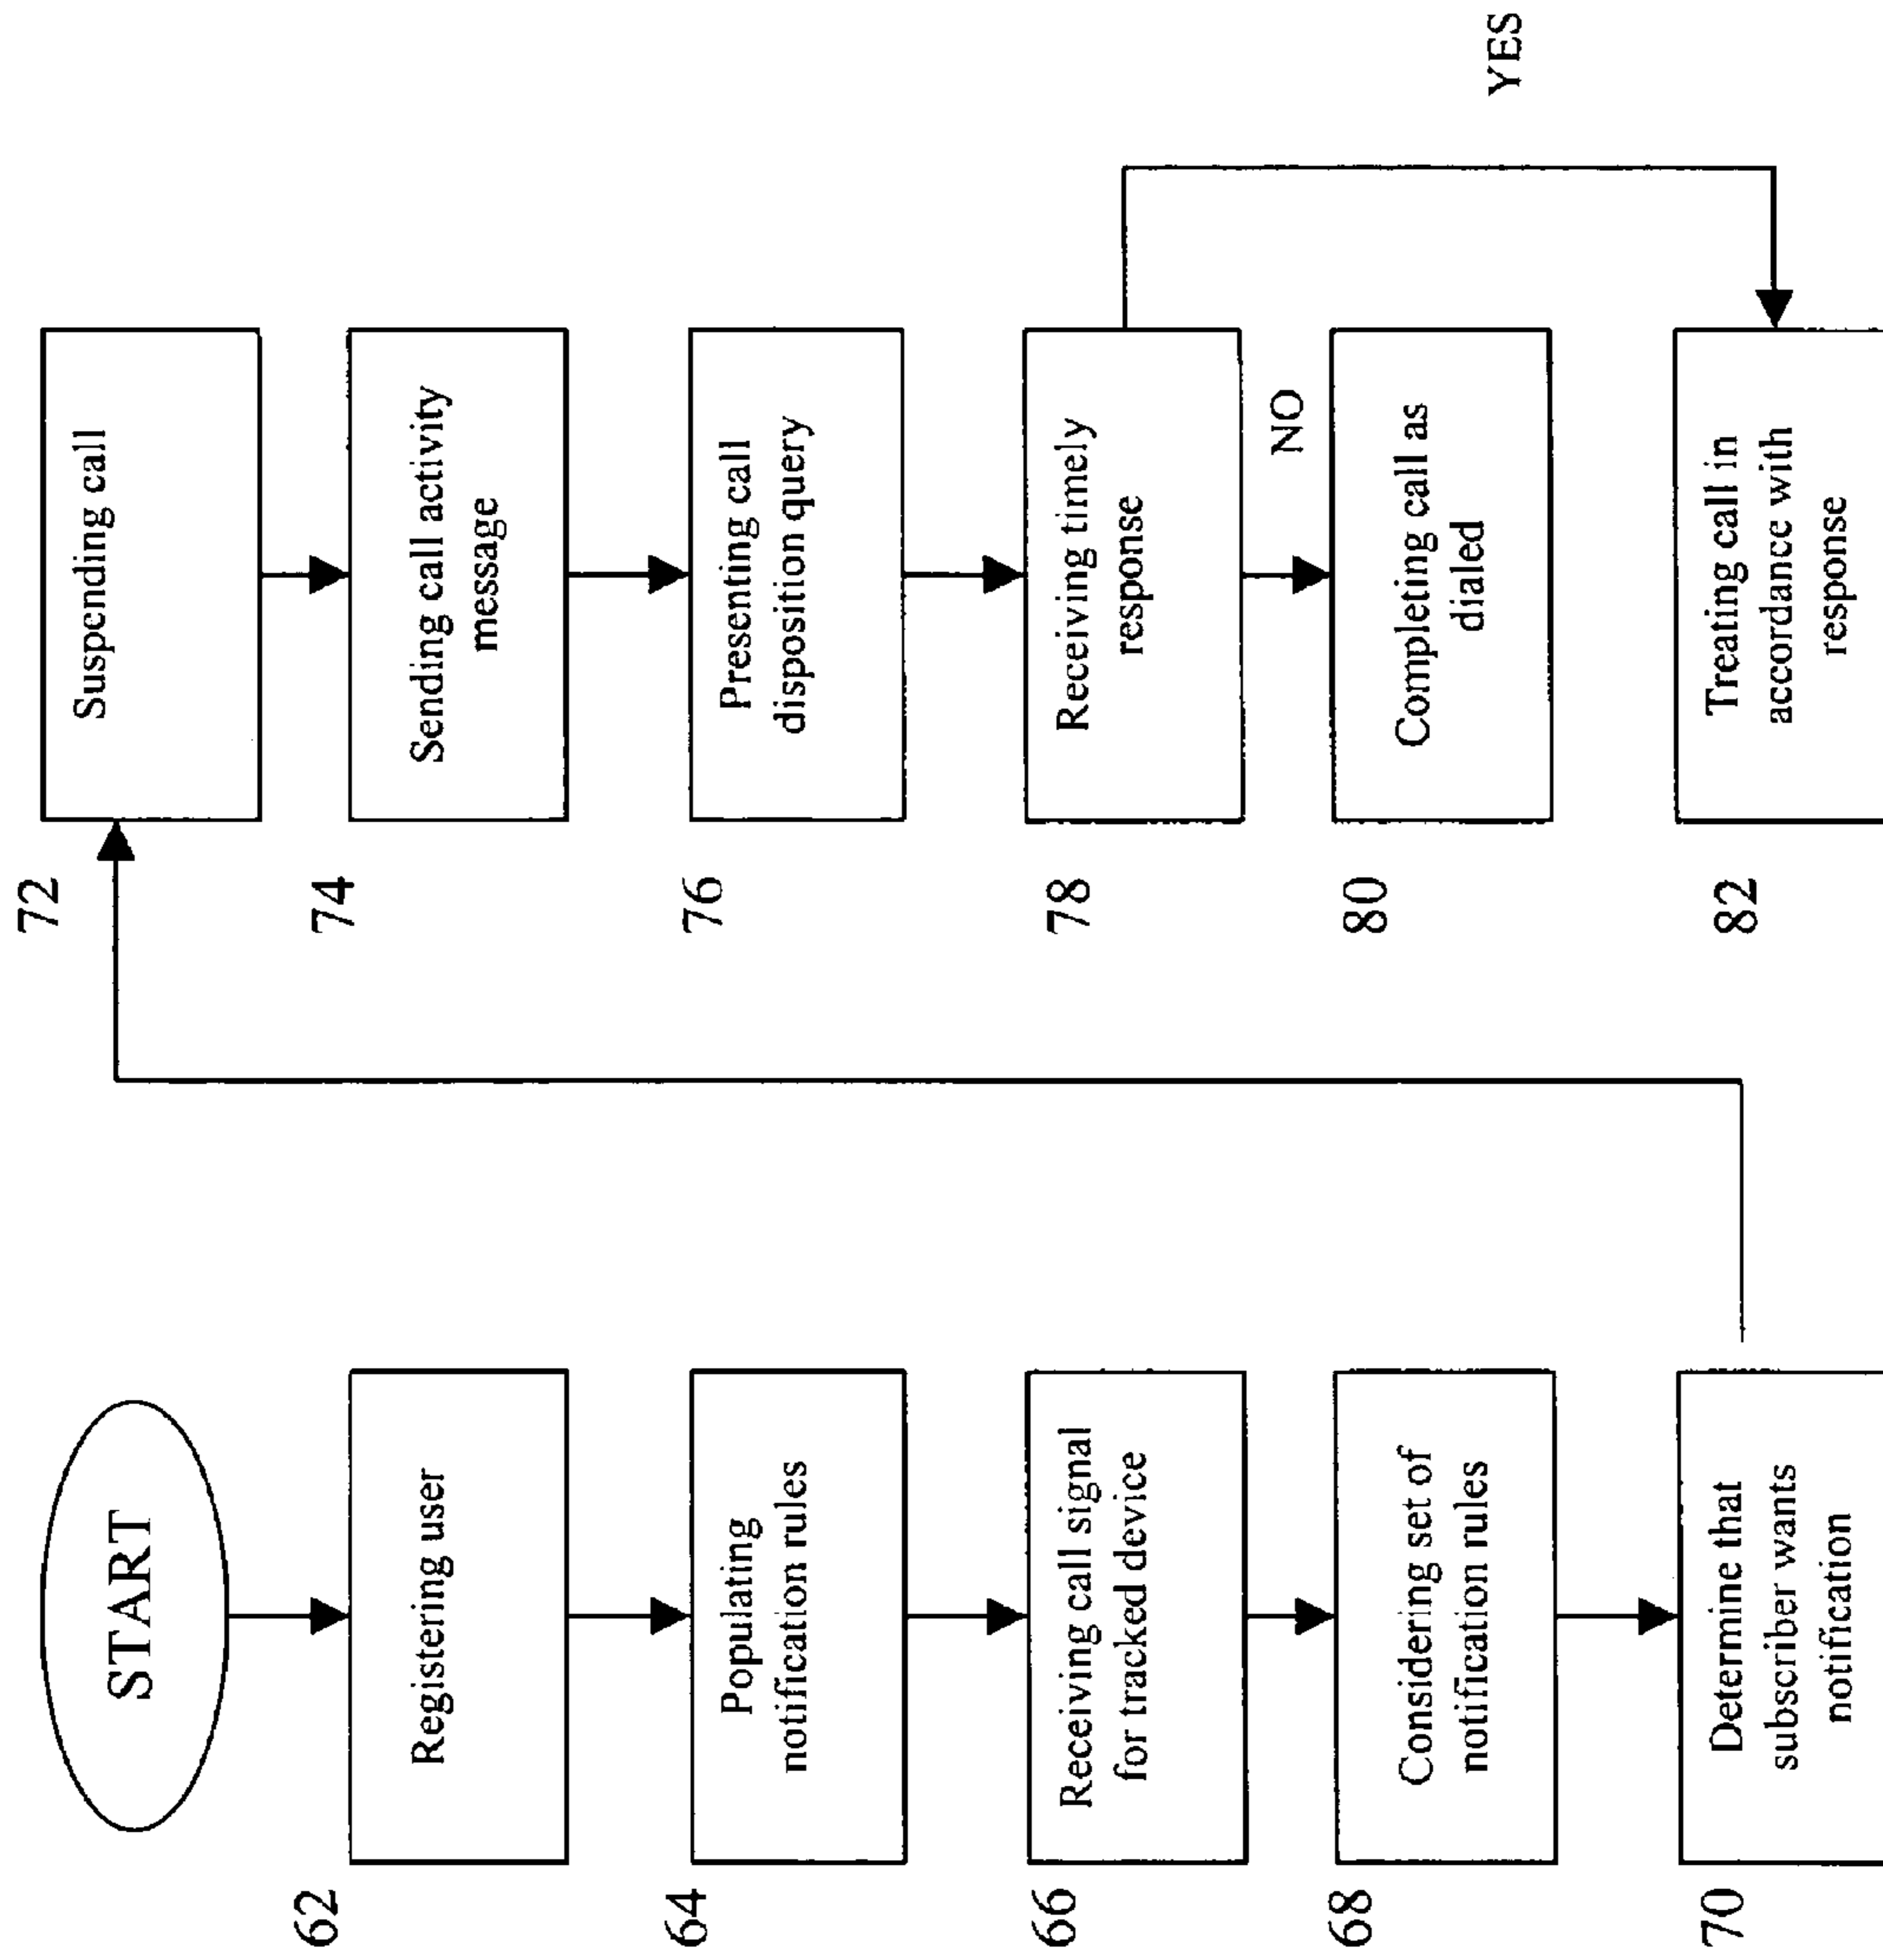 START
62
Registering user
64
Populating
notification rules
66
Receiving call signal
for tracked device
68
Considering set of
notification rules
70
Determine that
subscriber wants
notification
72
Suspending call
74
Sending call activity
message
76
Presenting call
disposition query
78
Receiving timely
response
NO
80
Completing call as
dialed
YES
82
Treating call in
accordance with
response